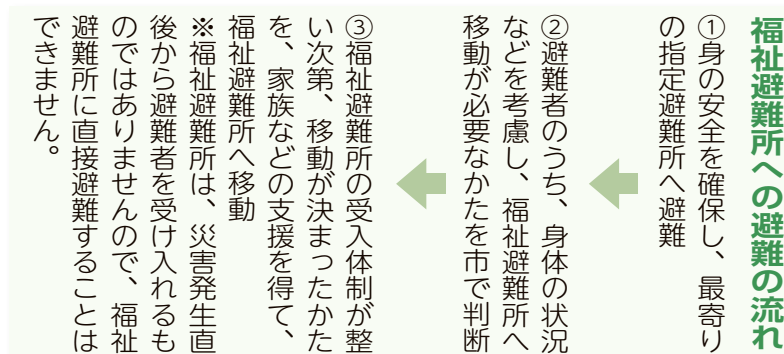 福祉避難所への避難の流れ
①身の安全を確保し、最寄り
の指定避難所へ避難
②避難者のうち、身体の状況
などを考慮し、福祉避難所へ
移動が必要なかたを市で判断
③福祉避難所の受入体制が整
い次第、移動が決まったかた
を、家族などの支援を得て、
福祉避難所へ移動
※福祉避難所は、災害発生直
後から避難者を受け入れるも
のではありませんので、福祉
避難所に直接避難することは
できません。